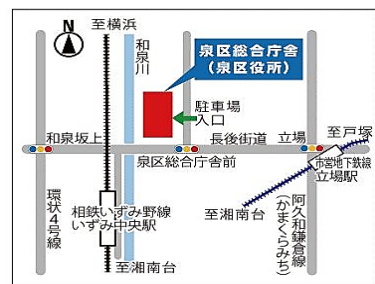 N
至横浜
和泉川
泉区総合庁舎
(泉区役所)
駐車場
入口
和泉坂上
長後街道
立場
至戸塚
泉区総合庁舎前
市営地下鉄線
立場駅
環状4号線
相鉄いずみ野線
いずみ中央駅
至湘南台
阿久和鎌倉線
(かまくらみち)
至湘南台